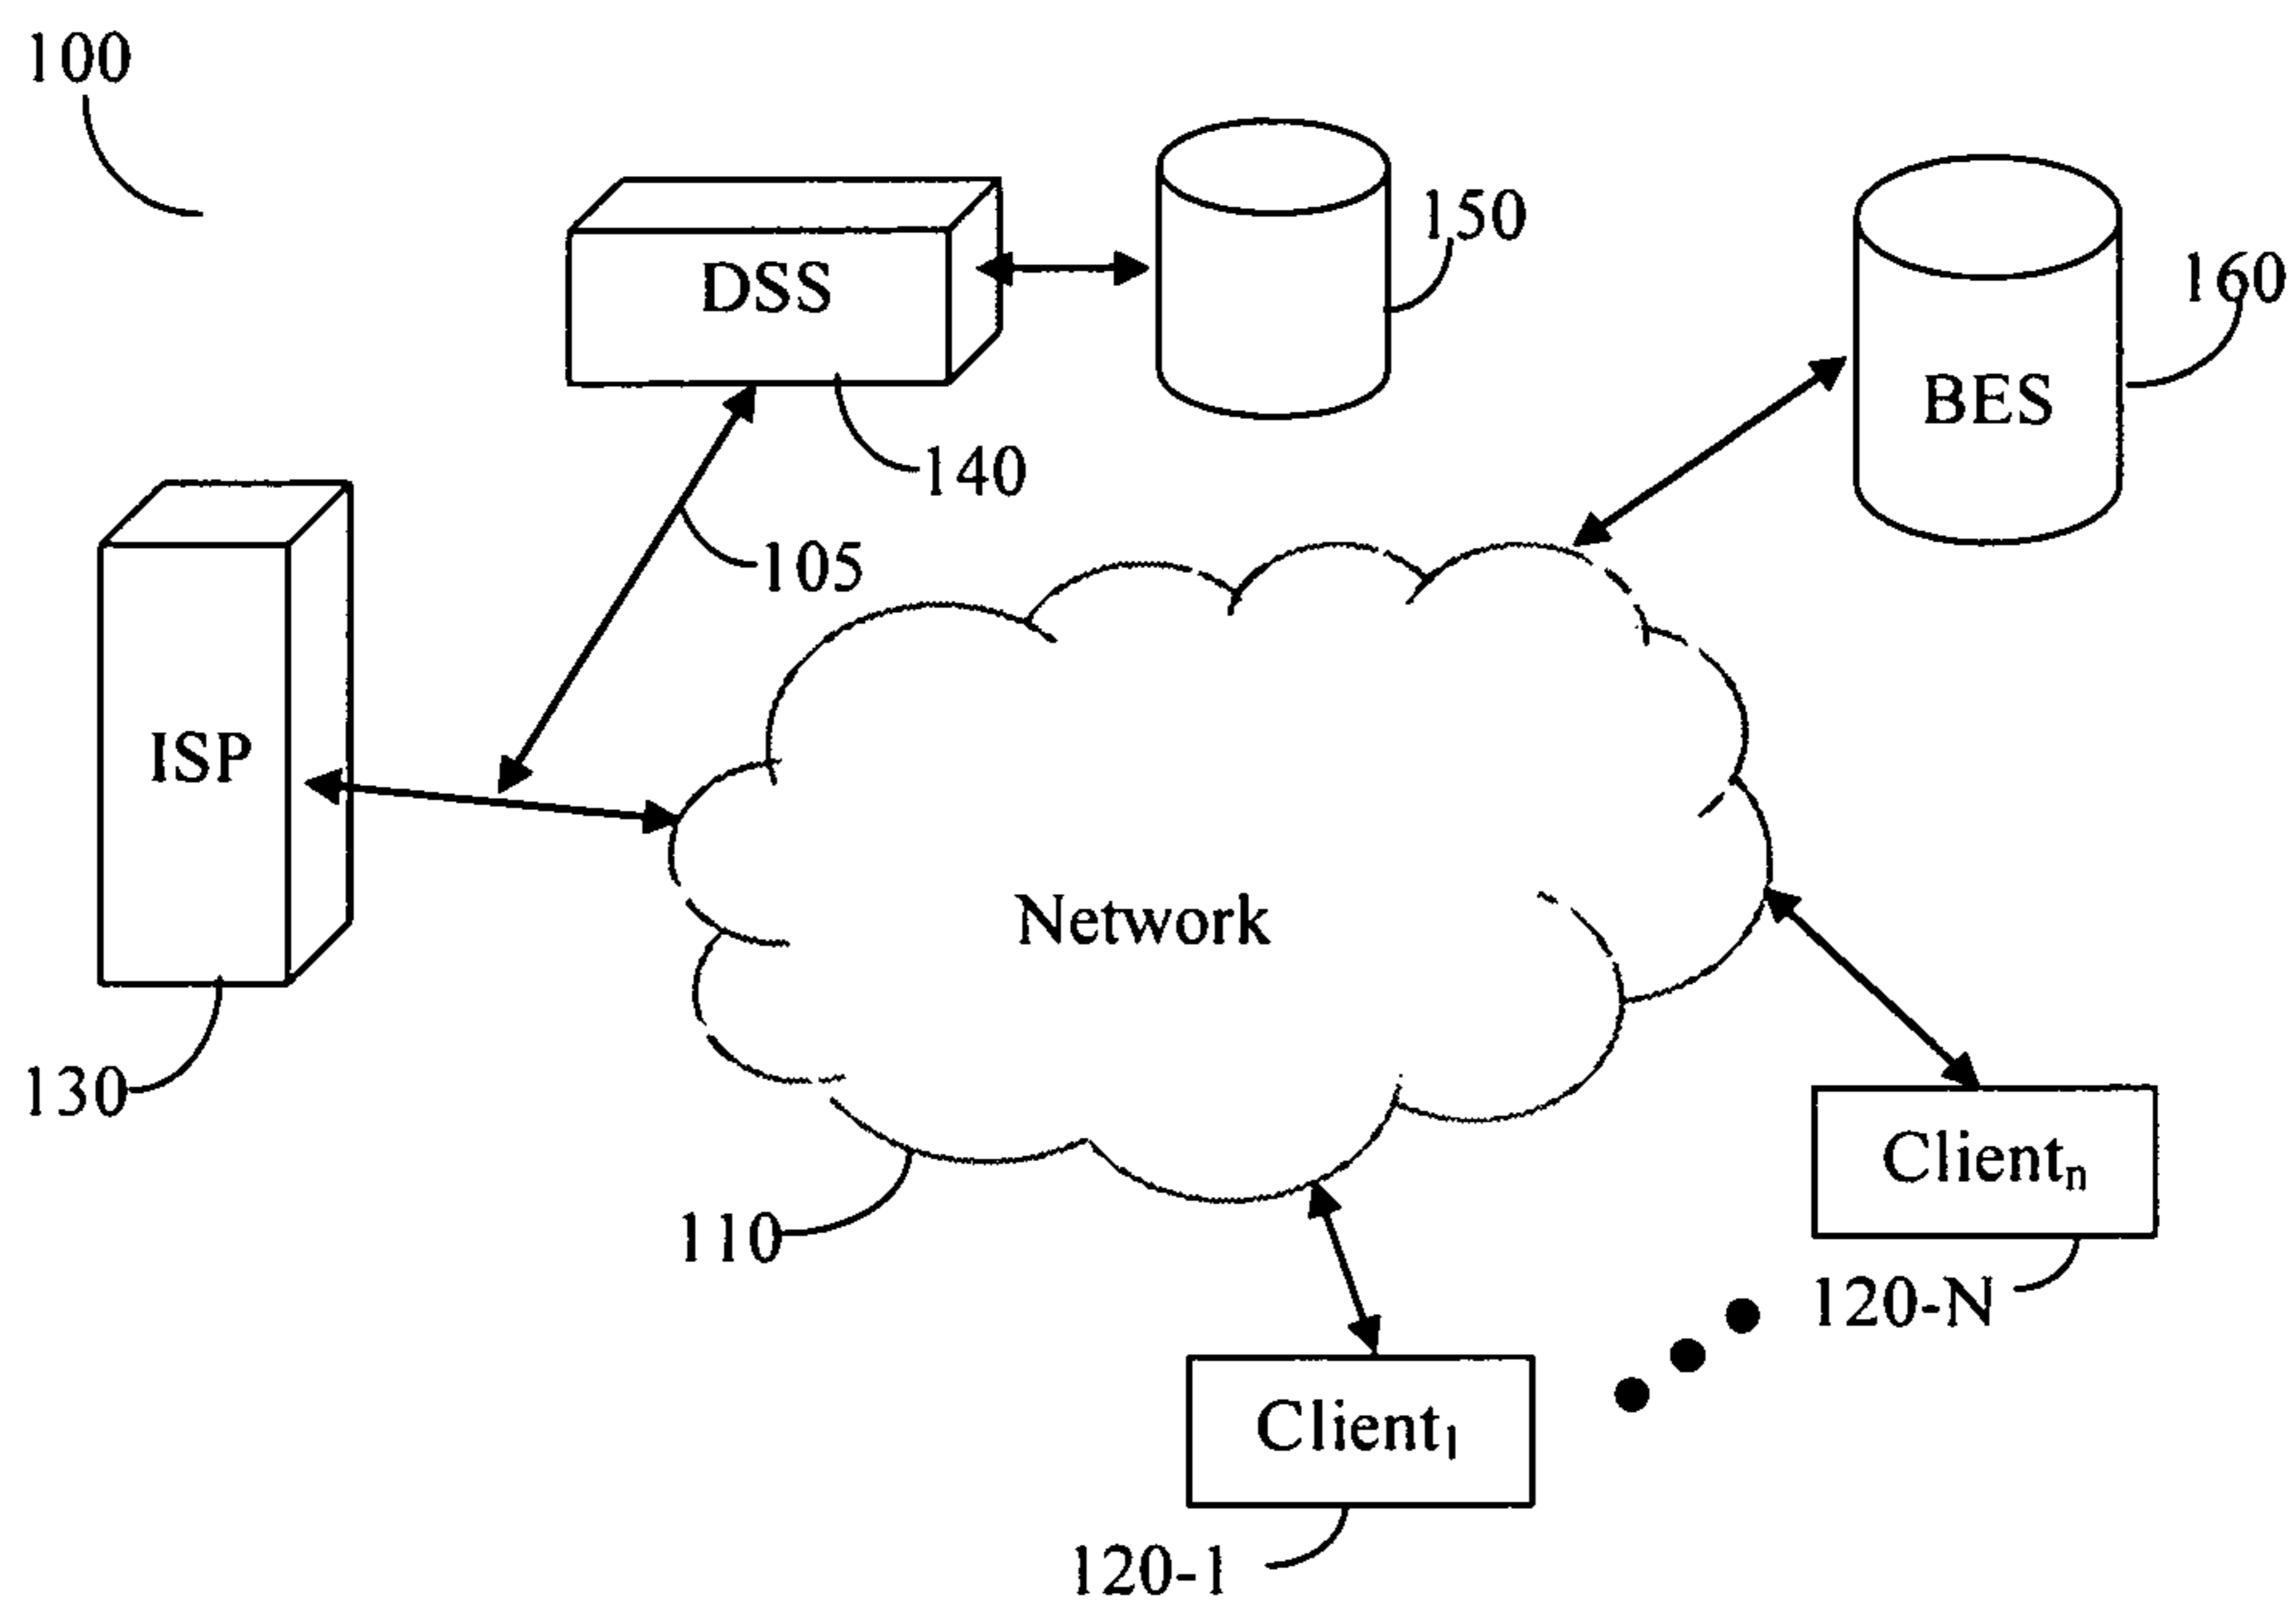 100
150
160
DSS
BES
140
105
ISP
Network
130
Clientₙ
110
120-N
Client₁
120-1